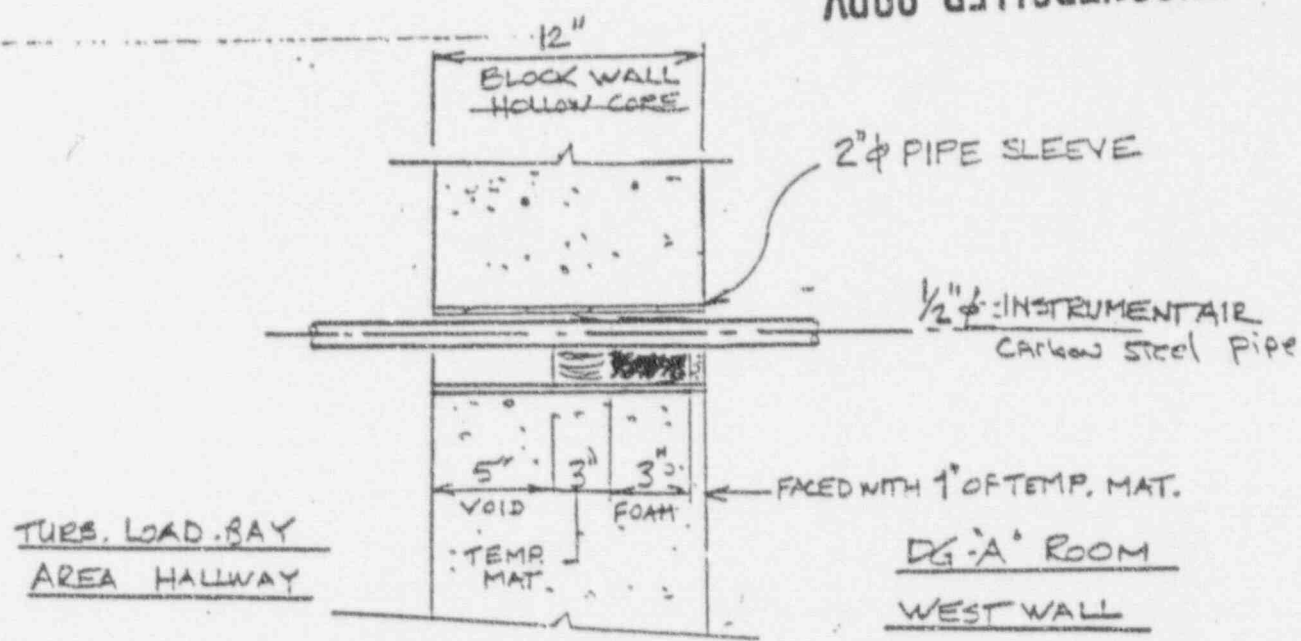 12"
BLOCK WALL
HOLLOW CORE
2"φ PIPE SLEEVE
1/2"φ INSTRUMENT AIR
CARBON STEEL PIPE
5" 3" 3"
VOID FOAM
FACED WITH 1" OF TEMP. MAT.
TEMP.
MAT.
TURB. LOAD. BAY
AREA HALLWAY
DG-'A' ROOM
WEST WALL